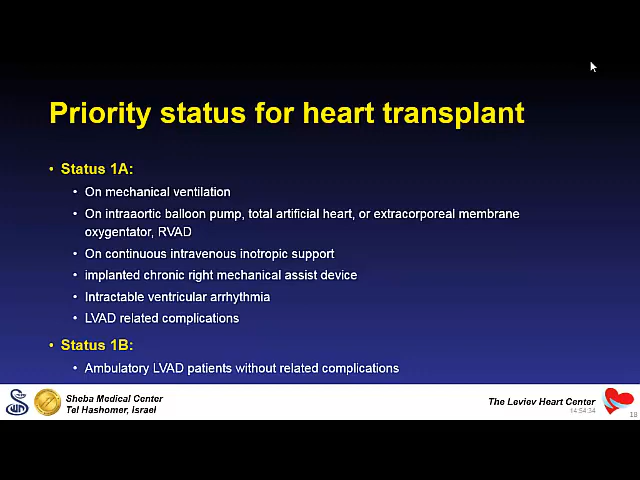 Priority status for heart transplant
• Status 1A:
• On mechanical ventilation
• On intraaortic balloon pump, total artificial heart, or extracorporeal membrane
oxygentator, RVAD
• On continuous intravenous inotropic support
• implanted chronic right mechanical assist device
• Intractable ventricular arrhythmia
• LVAD related complications
• Status 1B:
• Ambulatory LVAD patients without related complications
Sheba Medical Center
Tel Hashomer, Israel
The Leviev Heart Center
14:54:34
18